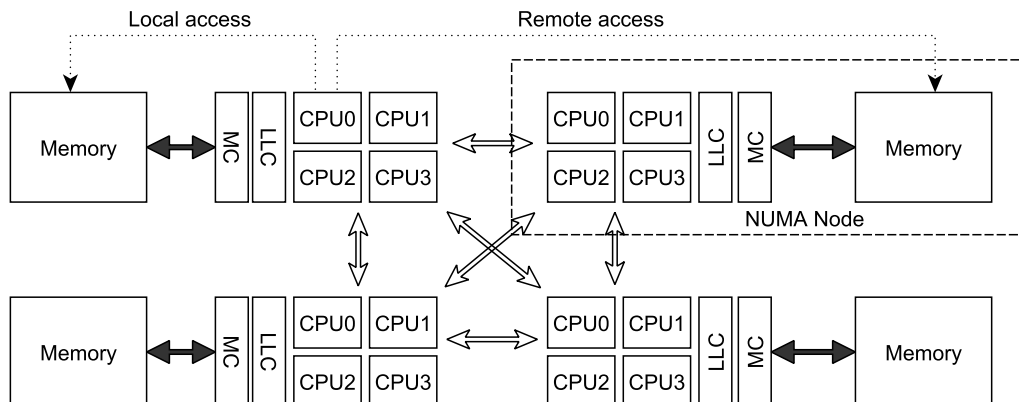 Local access
Remote access
Memory
MC
LLC
CPU0
CPU1
CPU2
CPU3
CPU0
CPU1
CPU2
CPU3
LLC
MC
Memory
NUMA Node
Memory
MC
LLC
CPU0
CPU1
CPU2
CPU3
CPU0
CPU1
CPU2
CPU3
LLC
MC
Memory